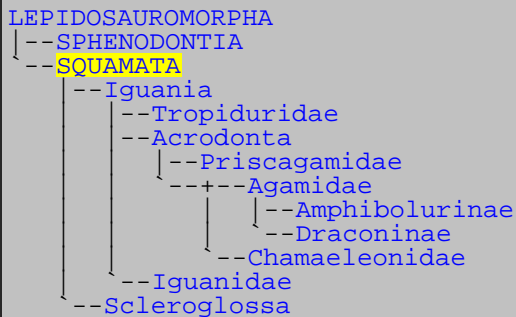 LEPIDOSAUROMORPHA
|--SPHENODONTIA
`--SQUAMATA
|--Iguania
| |--Tropiduridae
| |--Acrodonta
| | |--Priscagamidae
| | `--+--Agamidae
| | | |--Amphibolurinae
| | | `--Draconinae
| | `--Chamaeleonidae
| `--Iguanidae
`--Scleroglossa